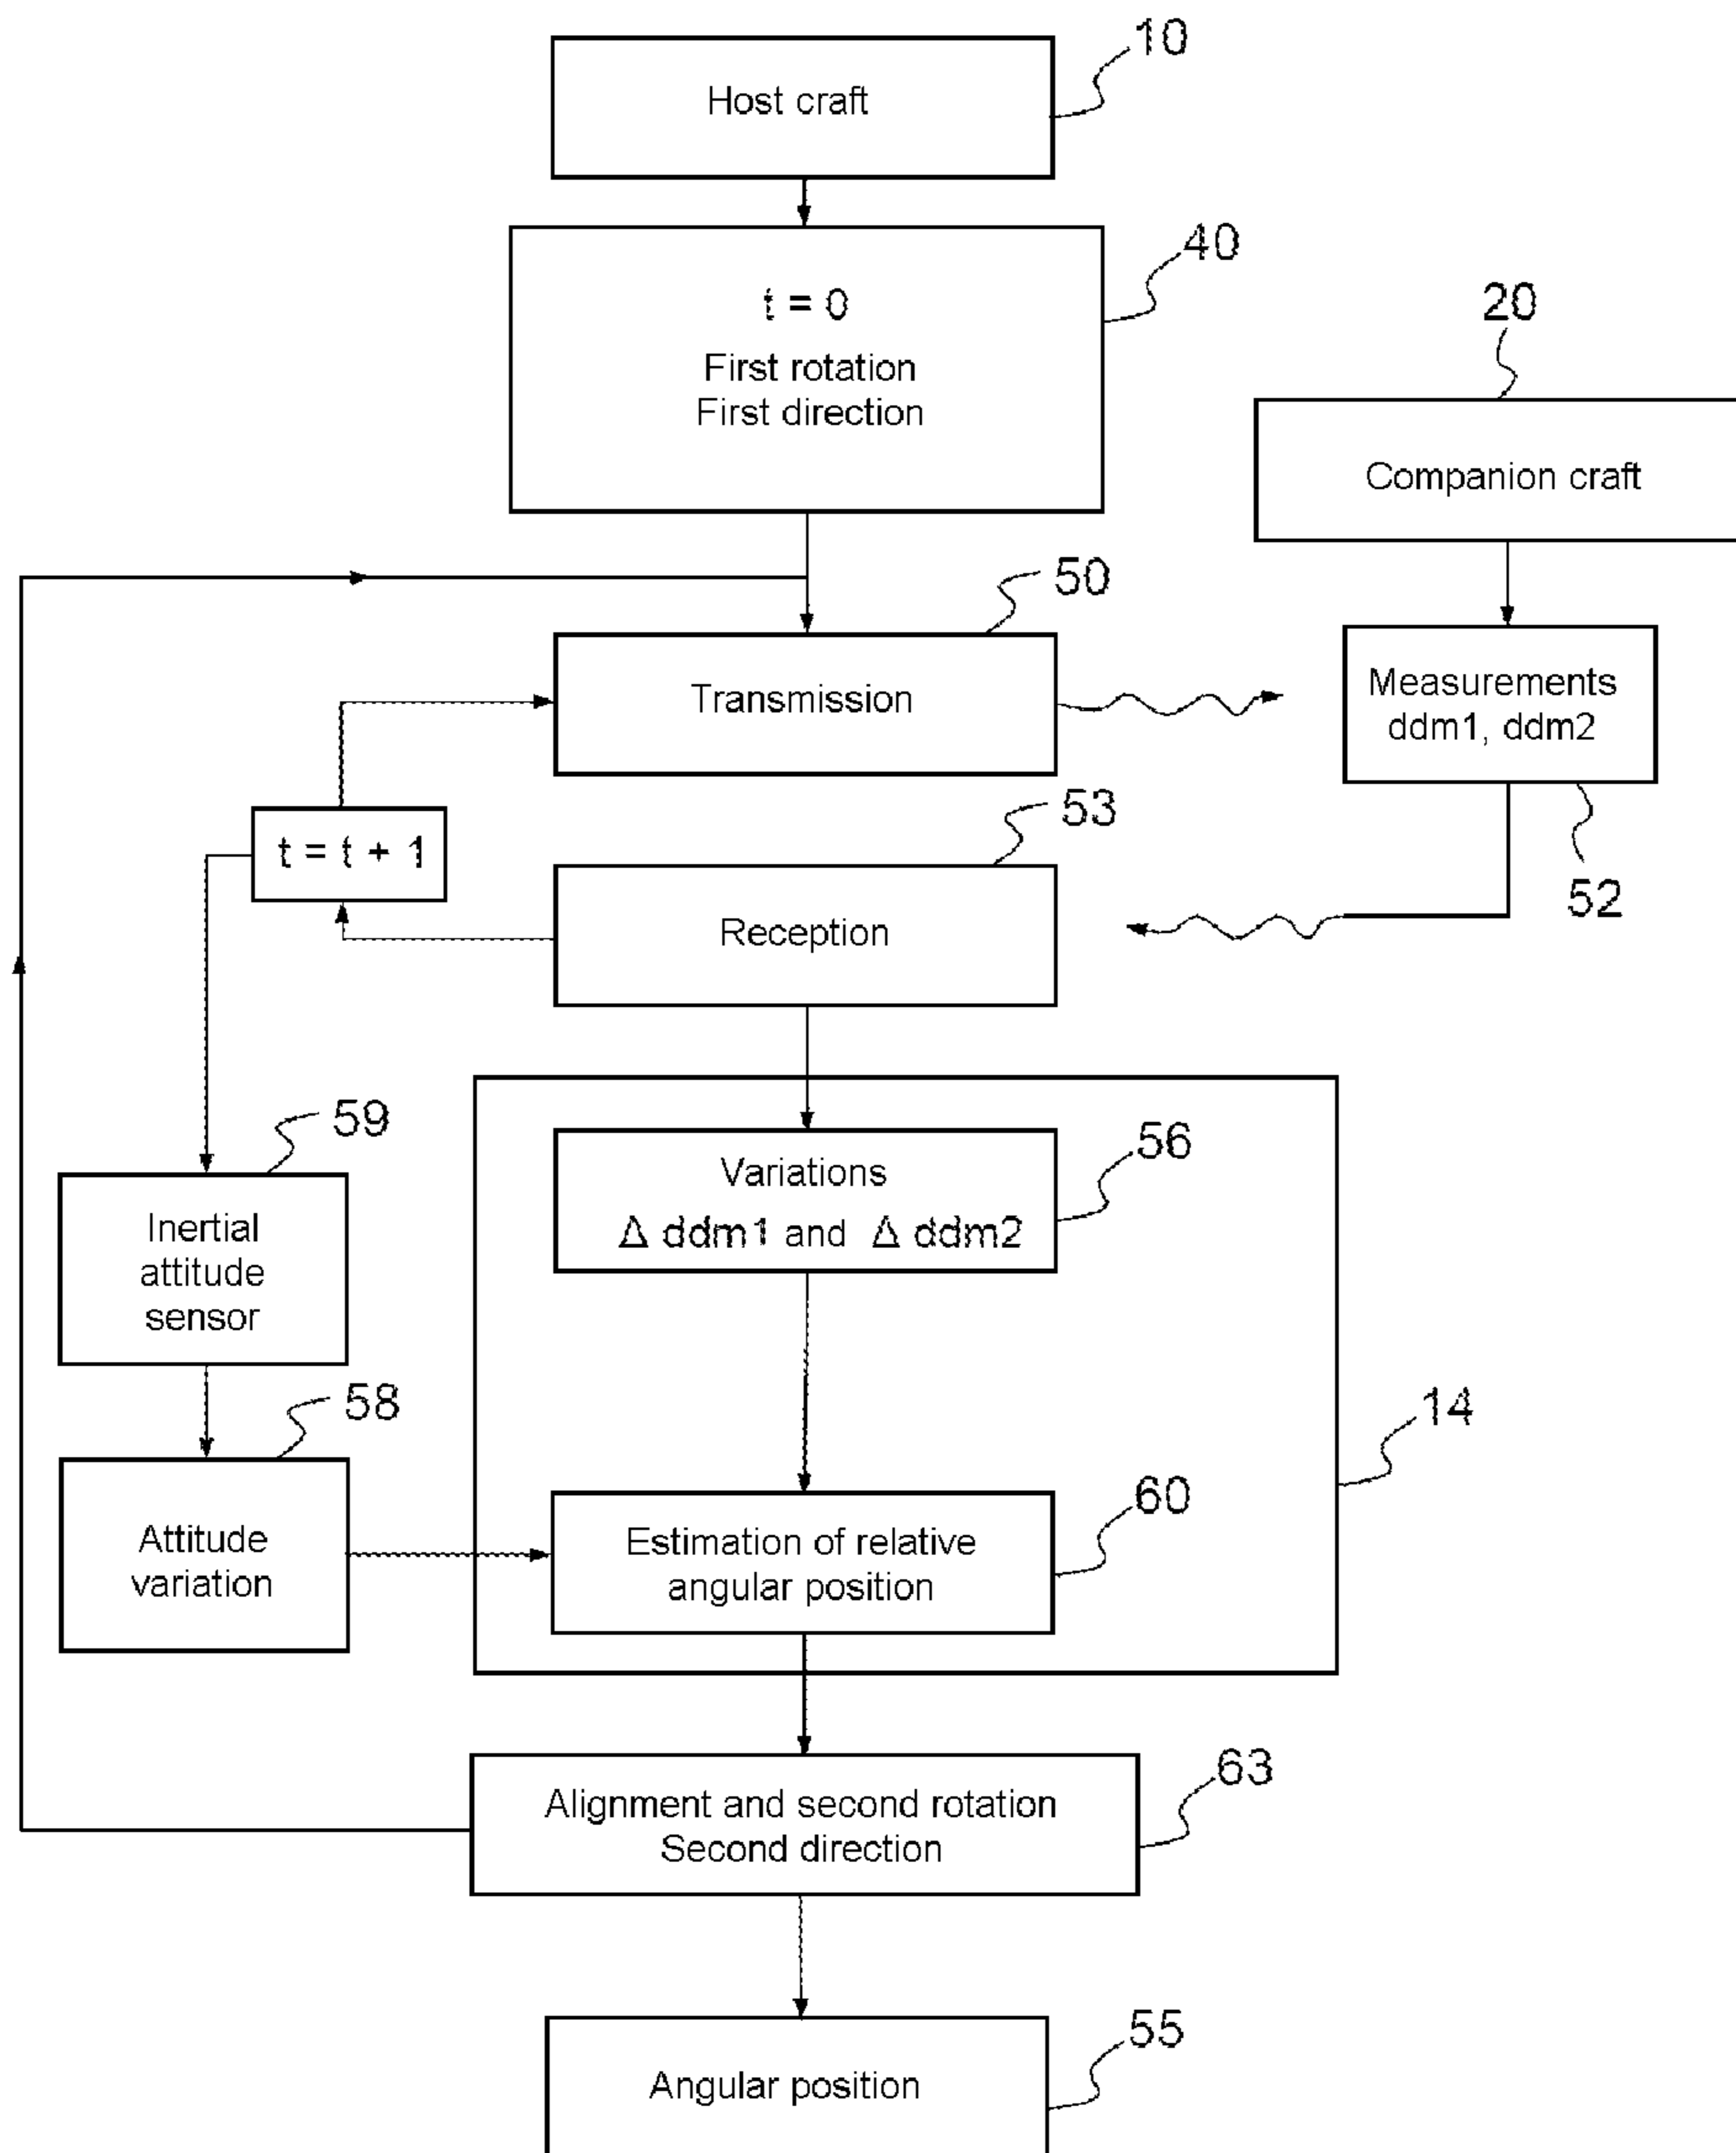 10
Host craft
40
t = 0
First rotation
First direction
20
Companion craft
50
Transmission
Measurements
ddm1, ddm2
52
t = t + 1
53
Reception
59
Inertial
attitude
sensor
56
Variations
Δ ddm1 and Δ ddm2
58
Attitude
variation
14
60
Estimation of relative
angular position
63
Alignment and second rotation
Second direction
55
Angular position